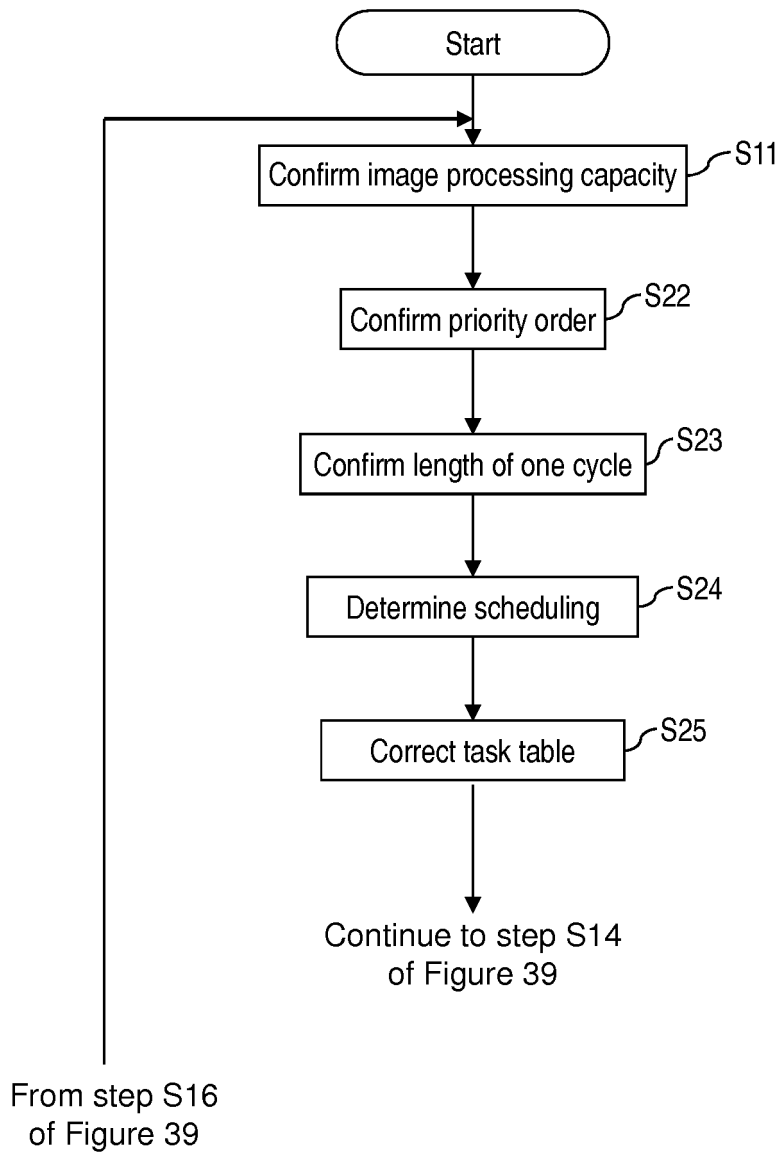 Start
Confirm image processing capacity
S11
Confirm priority order
S22
Confirm length of one cycle
S23
Determine scheduling
S24
Correct task table
S25
Continue to step S14
of Figure 39
From step S16
of Figure 39